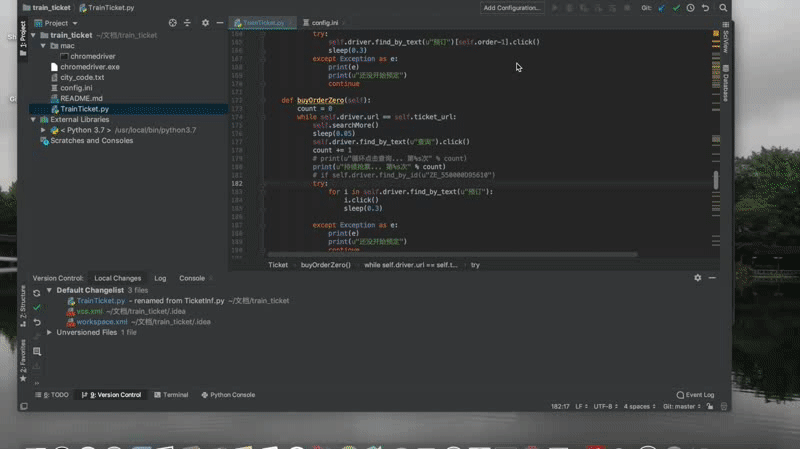 train_ticket
TrainTicket.py
Add Configuration...
Git:
Project
TrainTicket.py
config.ini
1: Project
train_ticket ~/文档/train_ticket
mac
chromedriver
chromedriver.exe
city_code.txt
config.ini
README.md
TrainTicket.py
External Libraries
< Python 3.7 > /usr/local/bin/python3.7
Scratches and Consoles
164
165
166
167
168
169
170
171
172
173
174
175
176
177
178
179
180
181
182
183
184
185
186
187
188
189
190
try:
self.driver.find_by_text(u"预订")[self.order-1].click()
sleep(0.3)
except Exception as e:
print(e)
print(u"还没开始预定")
continue
def buyOrderZero(self):
count = 0
while self.driver.url == self.ticket_url:
self.searchMore()
sleep(0.05)
self.driver.find_by_text(u"查询").click()
count += 1
# print(u"循环点击查询... 第%s次" % count)
print(u"持续抢票... 第%s次" % count)
# if self.driver.find_by_id(u"ZE_550000D95610")
try:
for i in self.driver.find_by_text(u"预订"):
i.click()
sleep(0.3)
except Exception as e:
print(e)
print(u"还没开始预定")
continue
SciView
Database
Ticket
buyOrderZero()
while self.driver.url == self.t...
try
Version Control:
Local Changes
Log
Console
Default Changelist 3 files
TrainTicket.py – renamed from TicketInf.py ~/文档/train_ticket
vcs.xml ~/文档/train_ticket/.idea
workspace.xml ~/文档/train_ticket/.idea
Unversioned Files 1 file
Z: Structure
2: Favorites
6: TODO
9: Version Control
Terminal
Python Console
Event Log
182:17 LF UTF-8 4 spaces Git: master